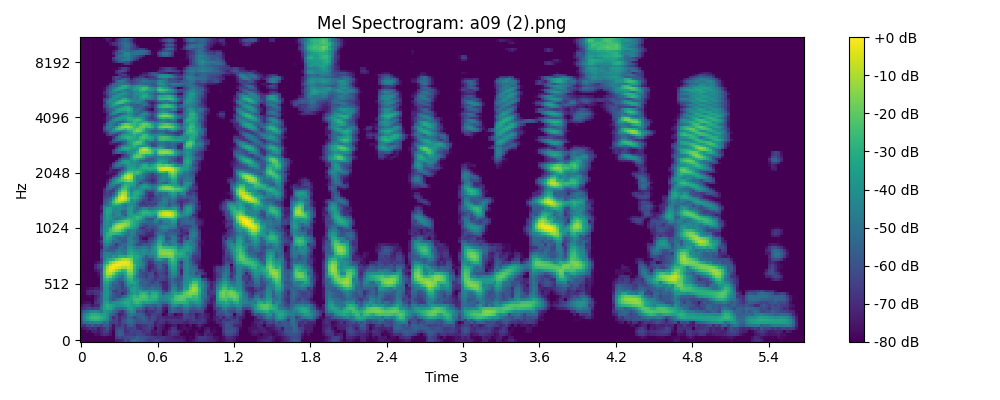 Mel Spectrogram: a09 (2).png
+0 dB
8192
-10 dB
4096
-20 dB
-30 dB
2048
Hz
-40 dB
1024
-50 dB
-60 dB
512
-70 dB
0
-80 dB
0 0.6 1.2 1.8 2.4 3 3.6 4.2 4.8 5.4
Time